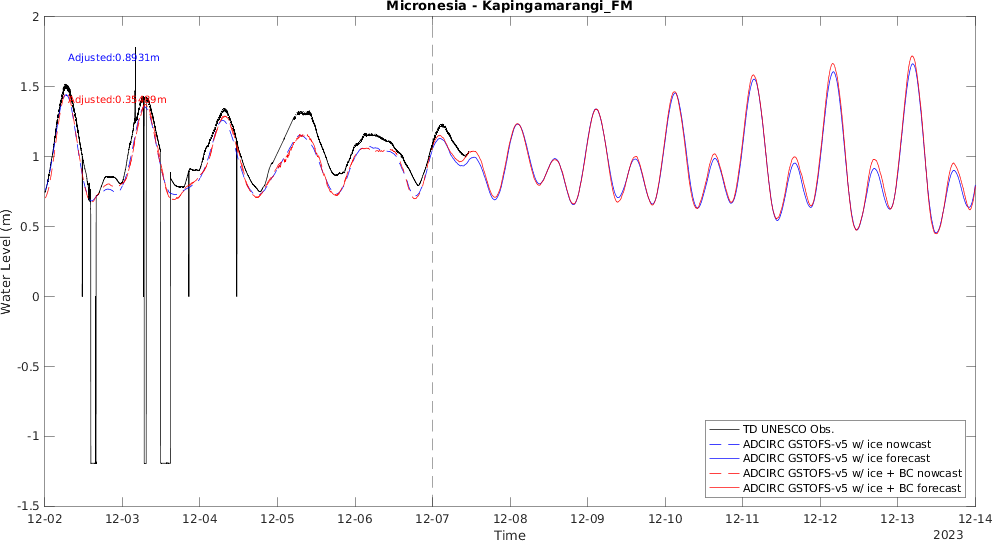 Micronesia - Kapingamarangi_FM
2
1.5
1
0.5
0
-0.5
-1
-1.5
Water Level (m)
Adjusted:0.8931m
TD UNESCO Obs.
ADCIRC GSTOFS-v5 w/ ice nowcast
ADCIRC GSTOFS-v5 w/ ice forecast
ADCIRC GSTOFS-v5 w/ ice + BC nowcast
ADCIRC GSTOFS-v5 w/ ice + BC forecast
12-02 12-03 12-04 12-05 12-06 12-07 12-08 12-09 12-10 12-11 12-12 12-13 12-14
Time
2023